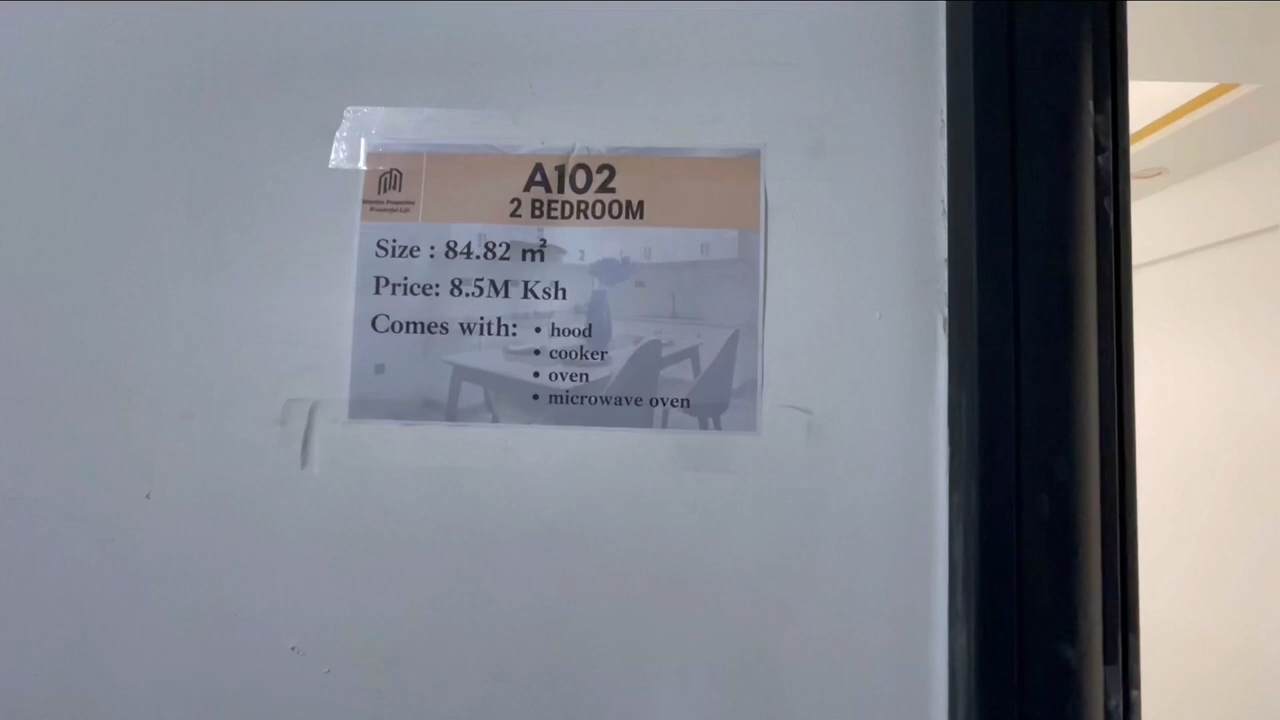 A102
2 BEDROOM
Size : 84.82 m²
Price: 8.5M Ksh
Comes with:
• hood
• cooker
• oven
• microwave oven